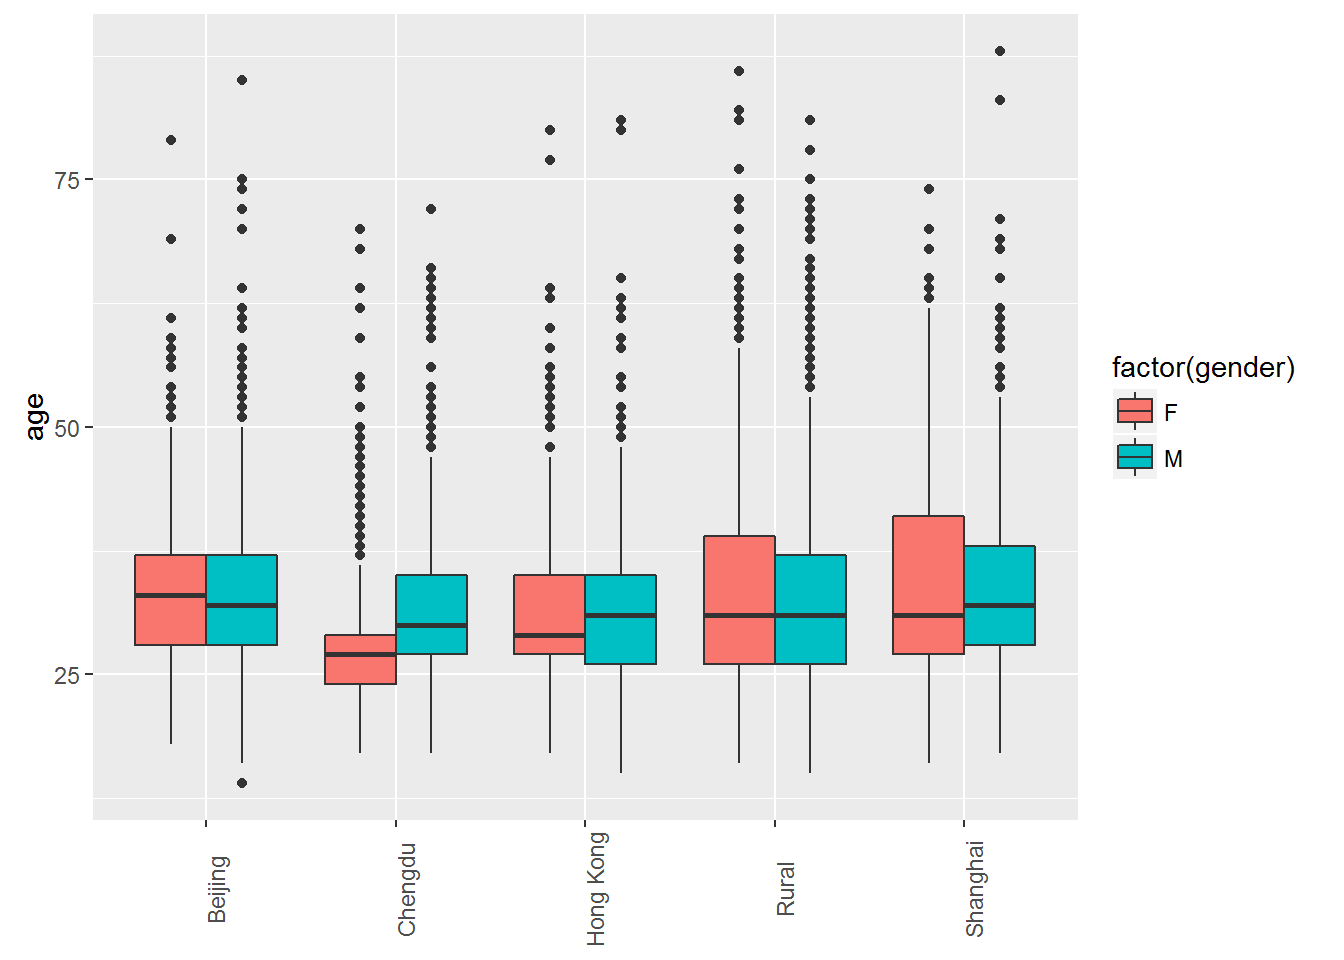 75
50
25
age
Beijing
Chengdu
Hong Kong
Rural
Shanghai
factor(gender)
F
M